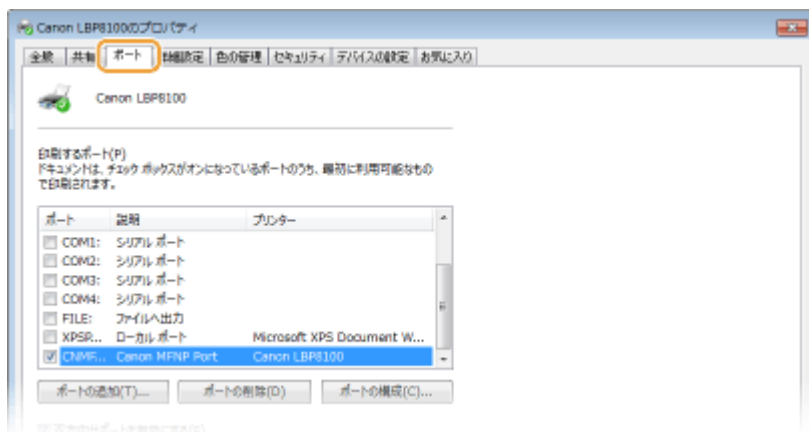 Canon LBP8100のプロパティ
全般 共有 ポート 詳細設定 色の管理 セキュリティ デバイスの設定 お気に入り
Canon LBP8100
印刷するポート(P)
ドキュメントは、チェック ボックスがオンになっているポートのうち、最初に利用可能なもの
で印刷されます。
ポート 説明 プリンター
COM1: シリアル ポート
COM2: シリアル ポート
COM3: シリアル ポート
COM4: シリアル ポート
FILE: ファイルへ出力
XPSP... ローカル ポート Microsoft XPS Document W...
CNMF... Canon MFNP Port Canon LBP8100
ポートの追加(T)... ポートの削除(D) ポートの構成(C)...